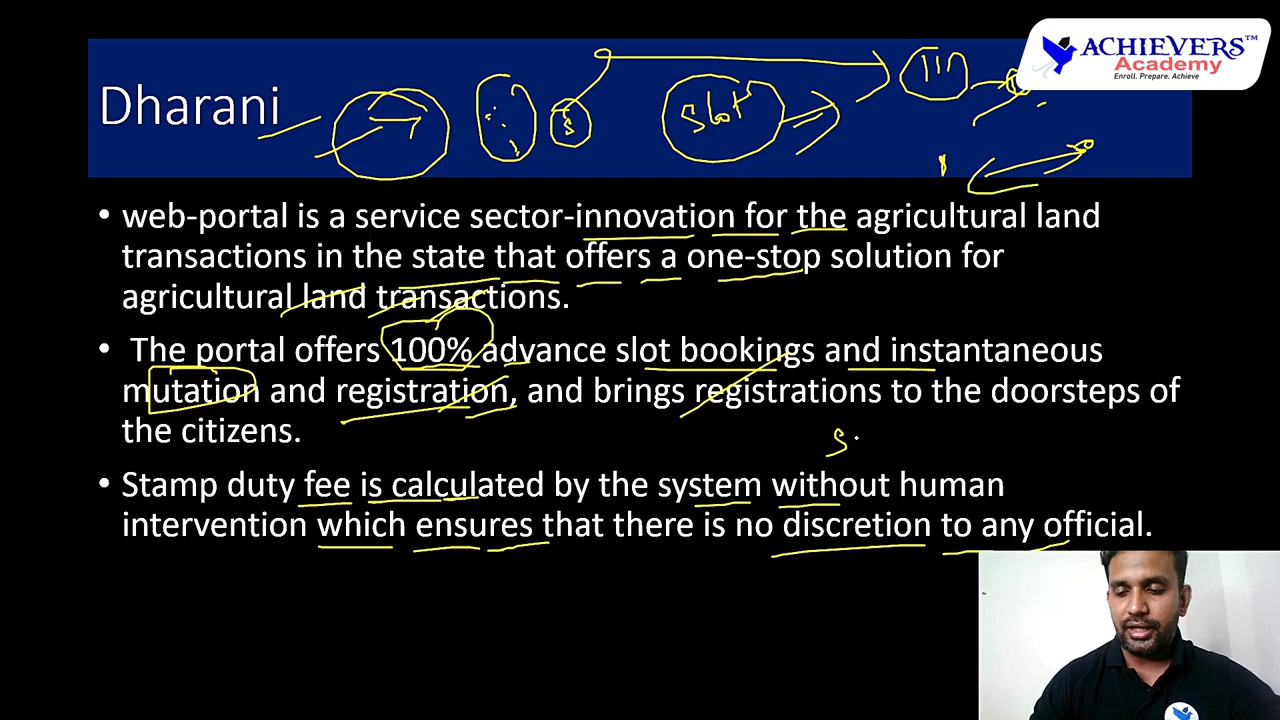 ACHIEVERS™
Academy
Enroll. Prepare. Achieve
Dharani
Slot
• web-portal is a service sector-innovation for the agricultural land
transactions in the state that offers a one-stop solution for
agricultural land transactions.
• The portal offers 100% advance slot bookings and instantaneous
mutation and registration, and brings registrations to the doorsteps of
the citizens.
S
• Stamp duty fee is calculated by the system without human
intervention which ensures that there is no discretion to any official.